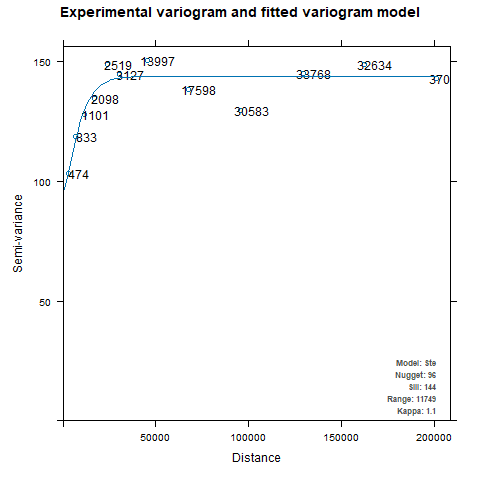 Experimental variogram and fitted variogram model
150
100
50
Semi-variance
2519
13997
3127
2098
1101
833
474
17598
30583
33768
32634
370
Model: Ste
Nugget: 96
Sill: 144
Range: 11749
Kappa: 1.1
50000
100000
150000
200000
Distance